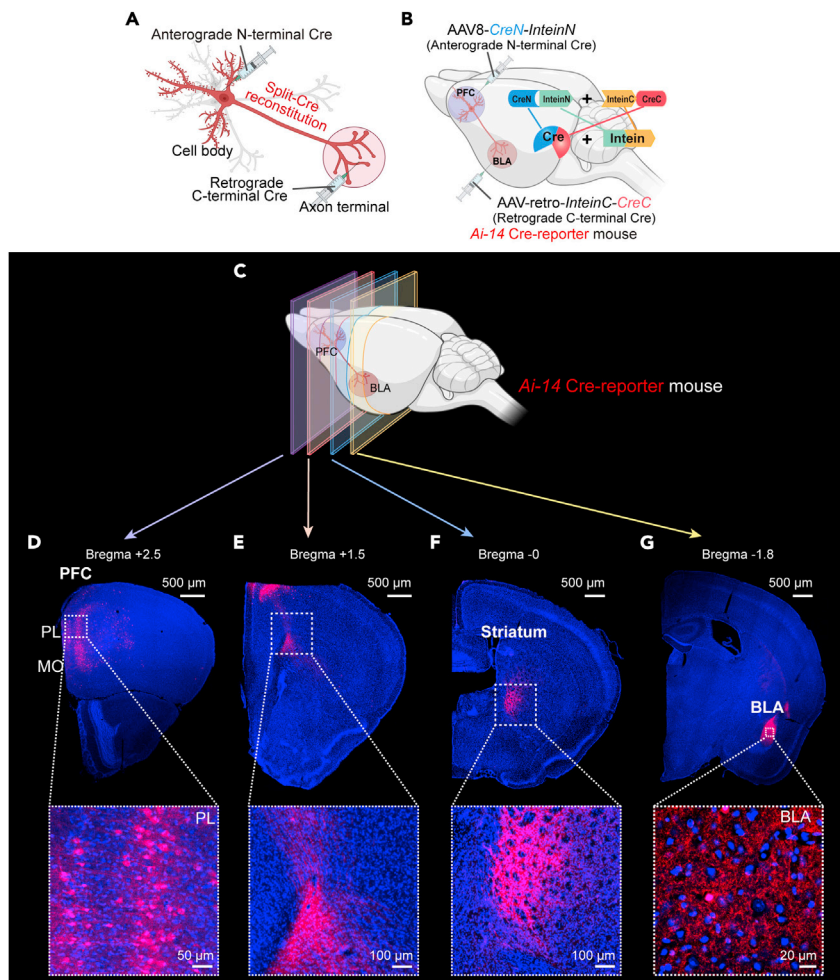 A
Anterograde N-terminal Cre
Split-Cre
reconstitution
Cell body
Retrograde
C-terminal Cre
Axon terminal
B
AAV8-CreN-InteinN
(Anterograde N-terminal Cre)
PFC
CreN
InteinN
+
InteinC
CreC
Cre
+
Intein
BLA
AAV-retro-InteinC-CreC
(Retrograde C-terminal Cre)
Ai-14 Cre-reporter mouse
C
PFC
BLA
Ai-14 Cre-reporter mouse
D
Bregma +2.5
PFC
500 µm
PL
MO
PL
50 µm
E
Bregma +1.5
500 µm
100 µm
F
Bregma -0
500 µm
Striatum
100 µm
G
Bregma -1.8
500 µm
BLA
BLA
20 µm